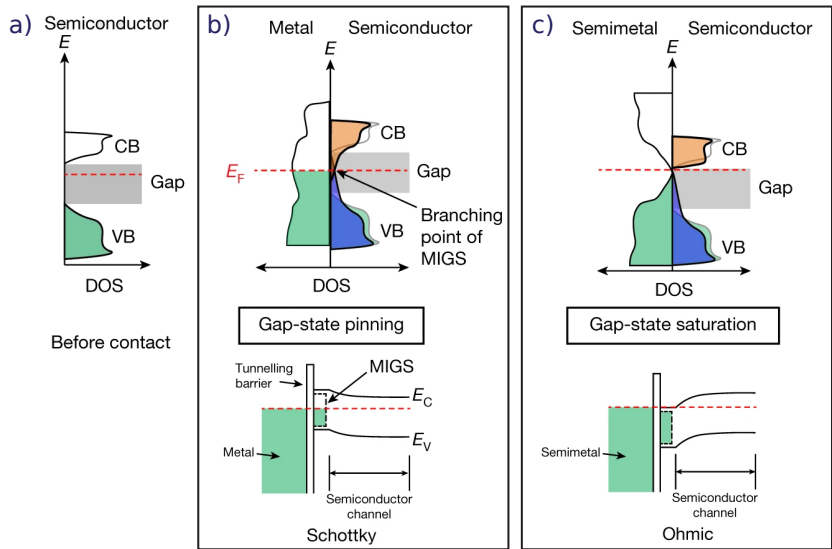 a)
Semiconductor
E
CB
Gap
VB
DOS
Before contact
b)
Metal
Semiconductor
E
CB
E_F
Gap
Branching
point of
MIGS
VB
DOS
Gap-state pinning
Tunnelling
barrier
MIGS
E_C
Metal
E_V
Semiconductor
channel
Schottky
c)
Semimetal
Semiconductor
E
CB
Gap
VB
DOS
Gap-state saturation
Semimetal
Semiconductor
channel
Ohmic